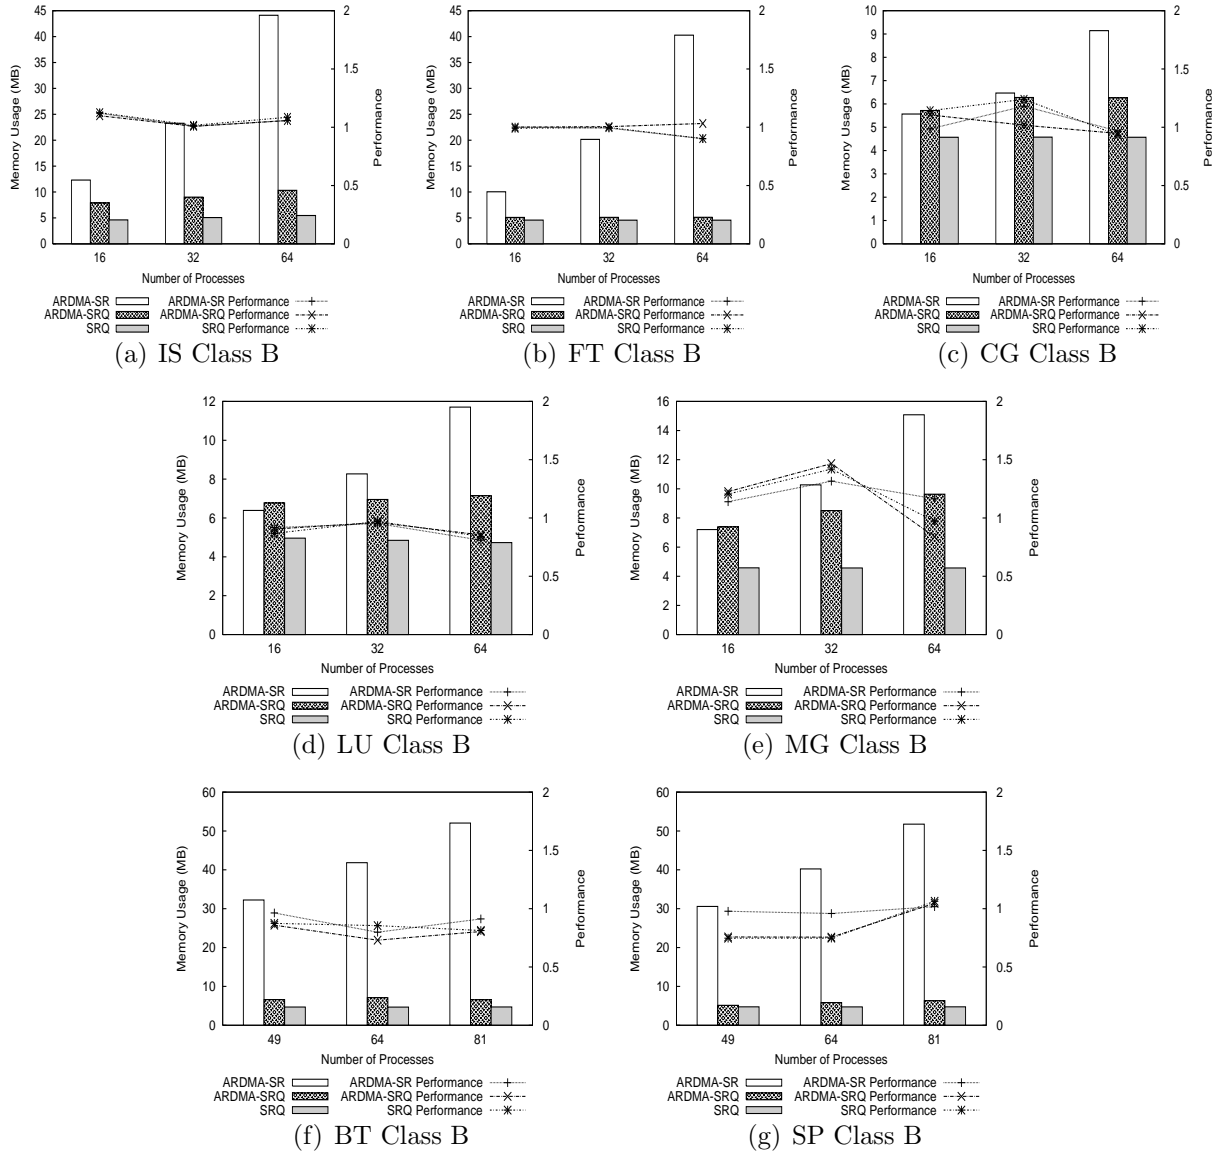 45 40 35 30 25 20 15 10 5 0
Memory Usage (MB)
2 1.5 1 0.5 0
Performance
16 32 64
Number of Processes
ARDMA-SR ARDMA-SR Performance
ARDMA-SRQ ARDMA-SRQ Performance
SRQ SRQ Performance
(a) IS Class B
45 40 35 30 25 20 15 10 5 0
Memory Usage (MB)
2 1.5 1 0.5 0
Performance
16 32 64
Number of Processes
ARDMA-SR ARDMA-SR Performance
ARDMA-SRQ ARDMA-SRQ Performance
SRQ SRQ Performance
(b) FT Class B
10 9 8 7 6 5 4 3 2 1 0
Memory Usage (MB)
2 1.5 1 0.5 0
Performance
16 32 64
Number of Processes
ARDMA-SR ARDMA-SR Performance
ARDMA-SRQ ARDMA-SRQ Performance
SRQ SRQ Performance
(c) CG Class B
12 10 8 6 4 2 0
Memory Usage (MB)
2 1.5 1 0.5 0
Performance
16 32 64
Number of Processes
ARDMA-SR ARDMA-SR Performance
ARDMA-SRQ ARDMA-SRQ Performance
SRQ SRQ Performance
(d) LU Class B
16 14 12 10 8 6 4 2 0
Memory Usage (MB)
2 1.5 1 0.5 0
Performance
16 32 64
Number of Processes
ARDMA-SR ARDMA-SR Performance
ARDMA-SRQ ARDMA-SRQ Performance
SRQ SRQ Performance
(e) MG Class B
60 50 40 30 20 10 0
Memory Usage (MB)
2 1.5 1 0.5 0
Performance
49 64 81
Number of Processes
ARDMA-SR ARDMA-SR Performance
ARDMA-SRQ ARDMA-SRQ Performance
SRQ SRQ Performance
(f) BT Class B
60 50 40 30 20 10 0
Memory Usage (MB)
2 1.5 1 0.5 0
Performance
49 64 81
Number of Processes
ARDMA-SR ARDMA-SR Performance
ARDMA-SRQ ARDMA-SRQ Performance
SRQ SRQ Performance
(g) SP Class B